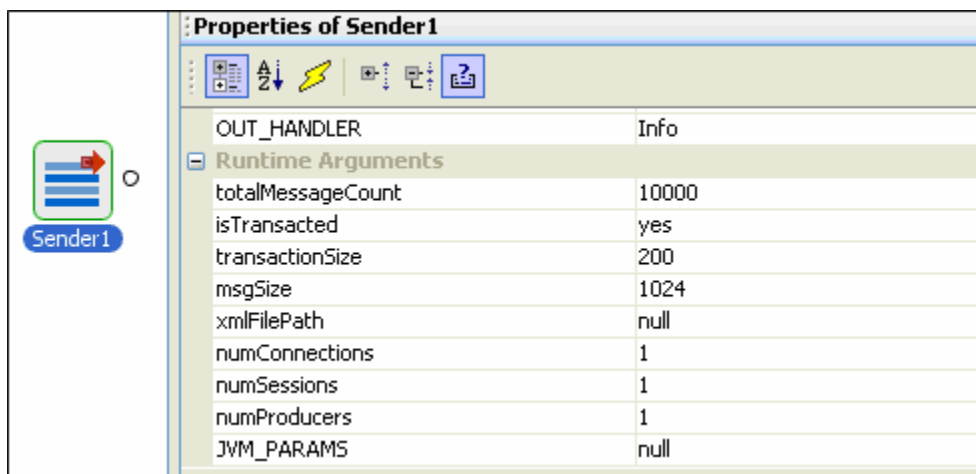 Properties of Sender1
OUT_HANDLER Info
Runtime Arguments
totalMessageCount 10000
isTransacted yes
transactionSize 200
msgSize 1024
xmlFilePath null
numConnections 1
numSessions 1
numProducers 1
JVM_PARAMS null
Sender1